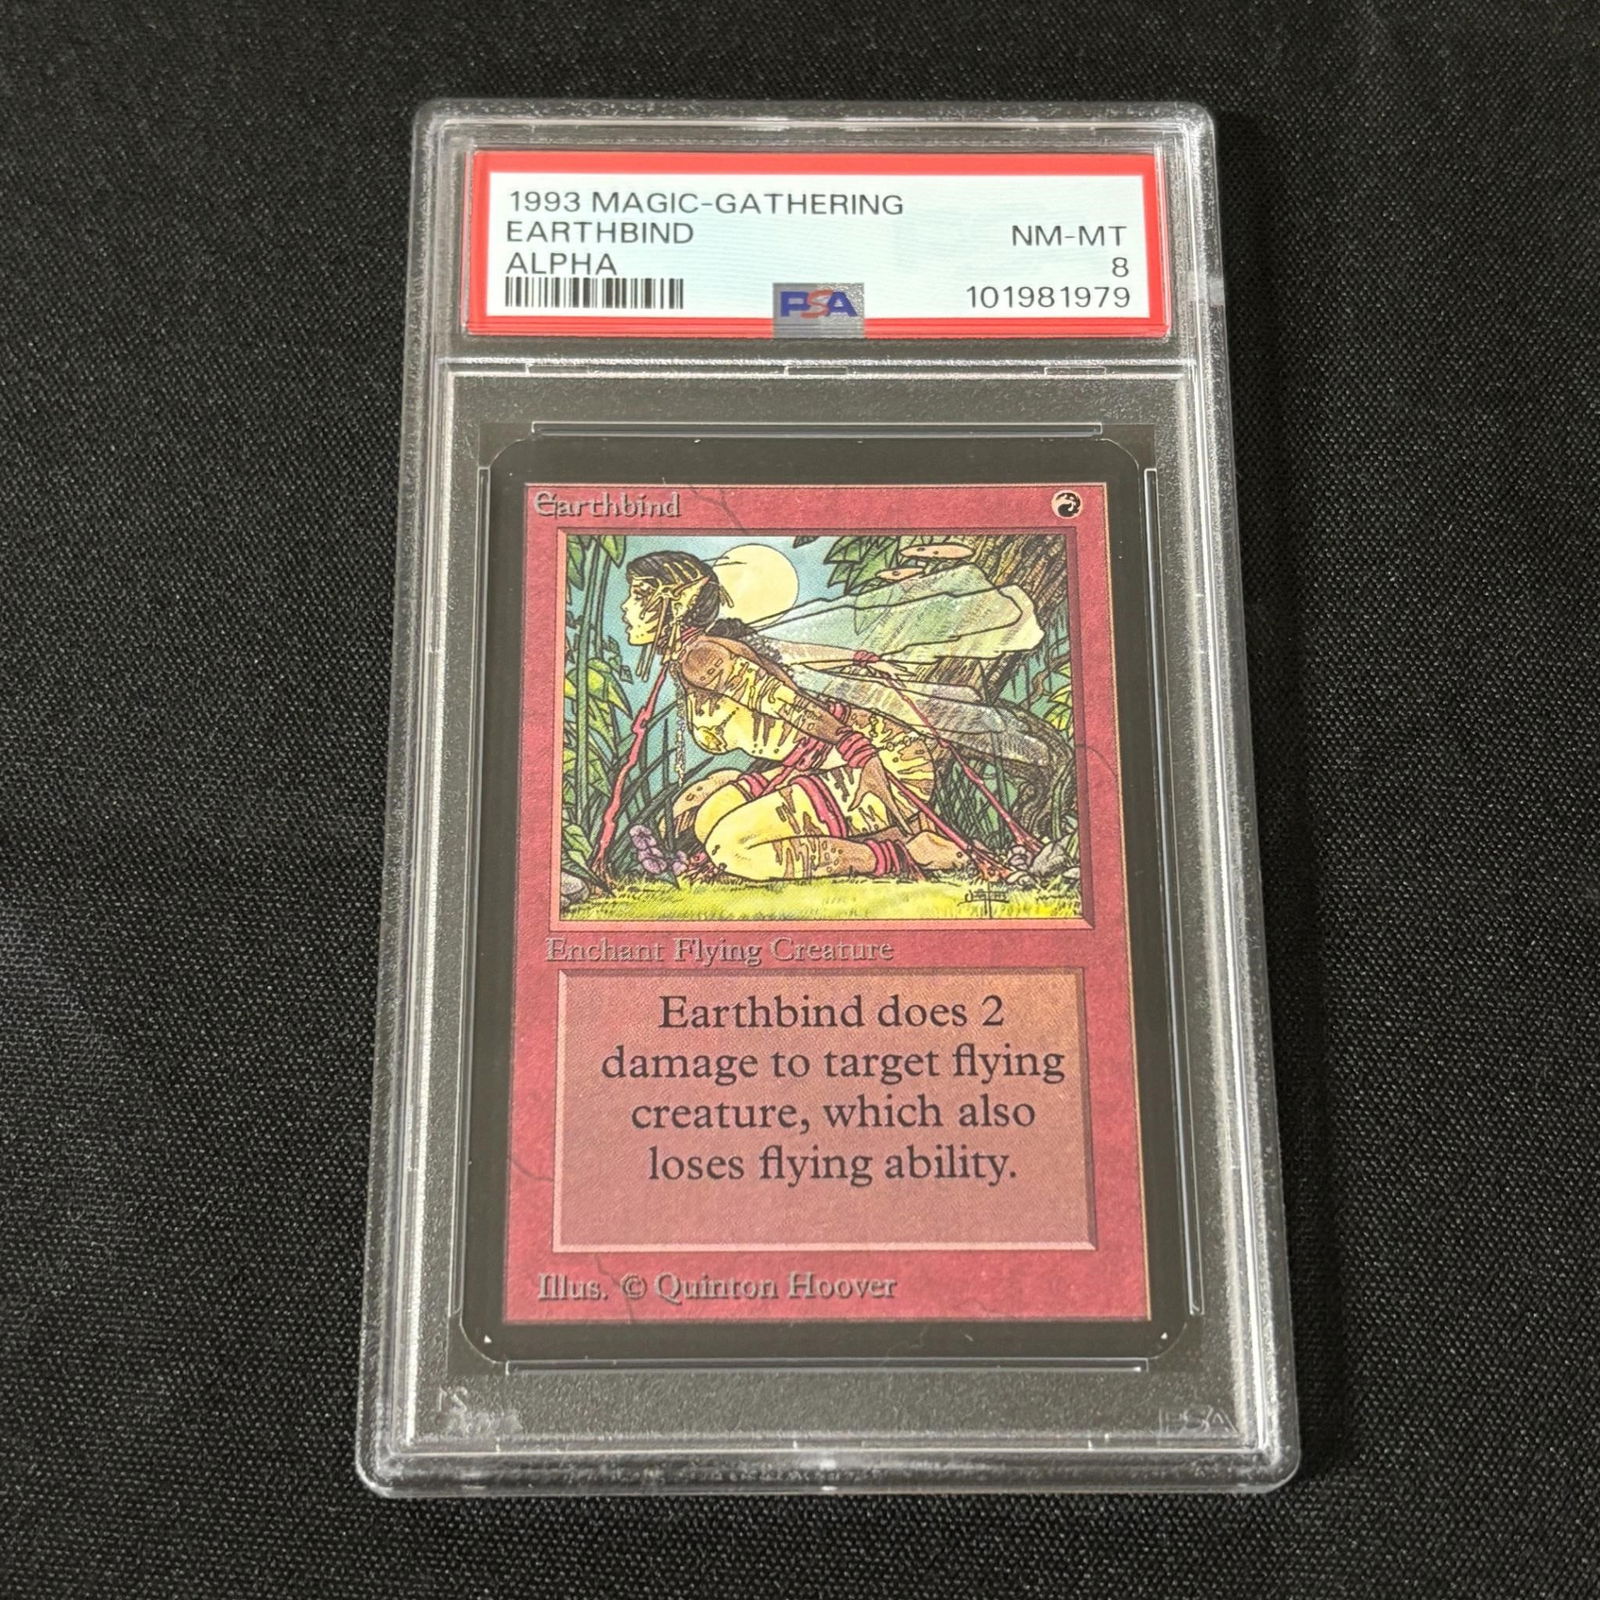 1993 MAGIC-GATHERING
EARTHBIND NM-MT
ALPHA 8
101981979
PSA
Earthbind
Enchant Flying Creature
Earthbind does 2
damage to target flying
creature, which also
loses flying ability.
Illus. © Quinton Hoover
PSA